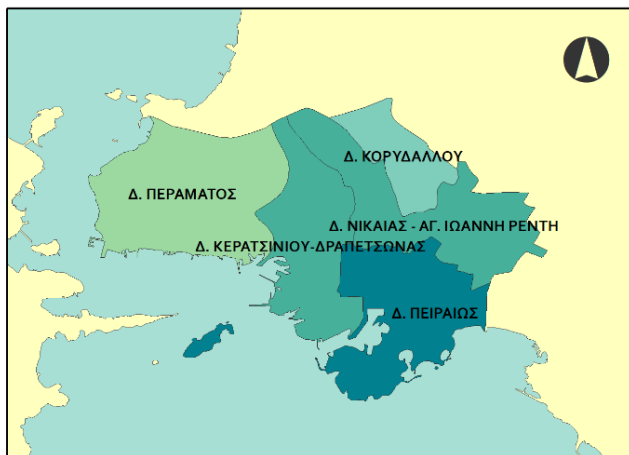 Δ. ΚΟΡΥΔΑΛΛΟΥ
Δ. ΠΕΡΑΜΑΤΟΣ
Δ. ΝΙΚΑΙΑΣ - ΑΓ. ΙΩΑΝΝΗ ΡΕΝΤΗ
Δ. ΚΕΡΑΤΣΙΝΙΟΥ-ΔΡΑΠΕΤΣΩΝΑΣ
Δ. ΠΕΙΡΑΙΩΣ